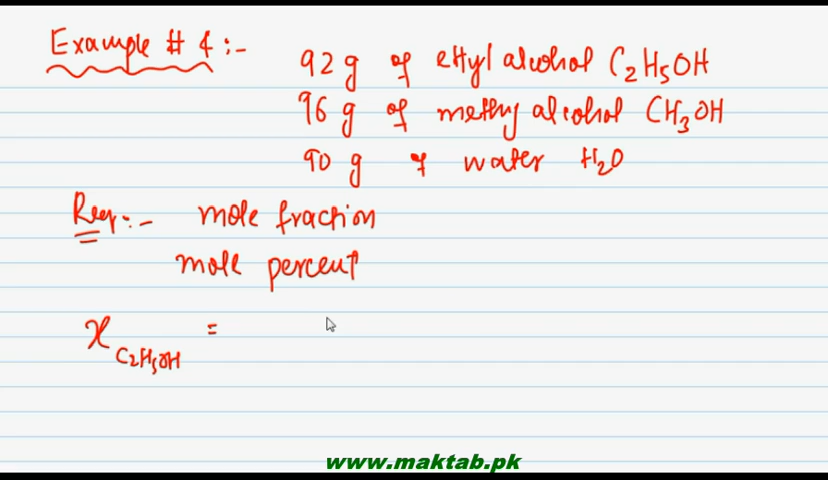 Example # 4 :-
92 g of ethyl alcohol C₂H₅OH
96 g of methy alcohol CH₃OH
90 g of water H₂O
Req:- mole fraction
mole percent
x C₂H₅OH =
www.maktab.pk